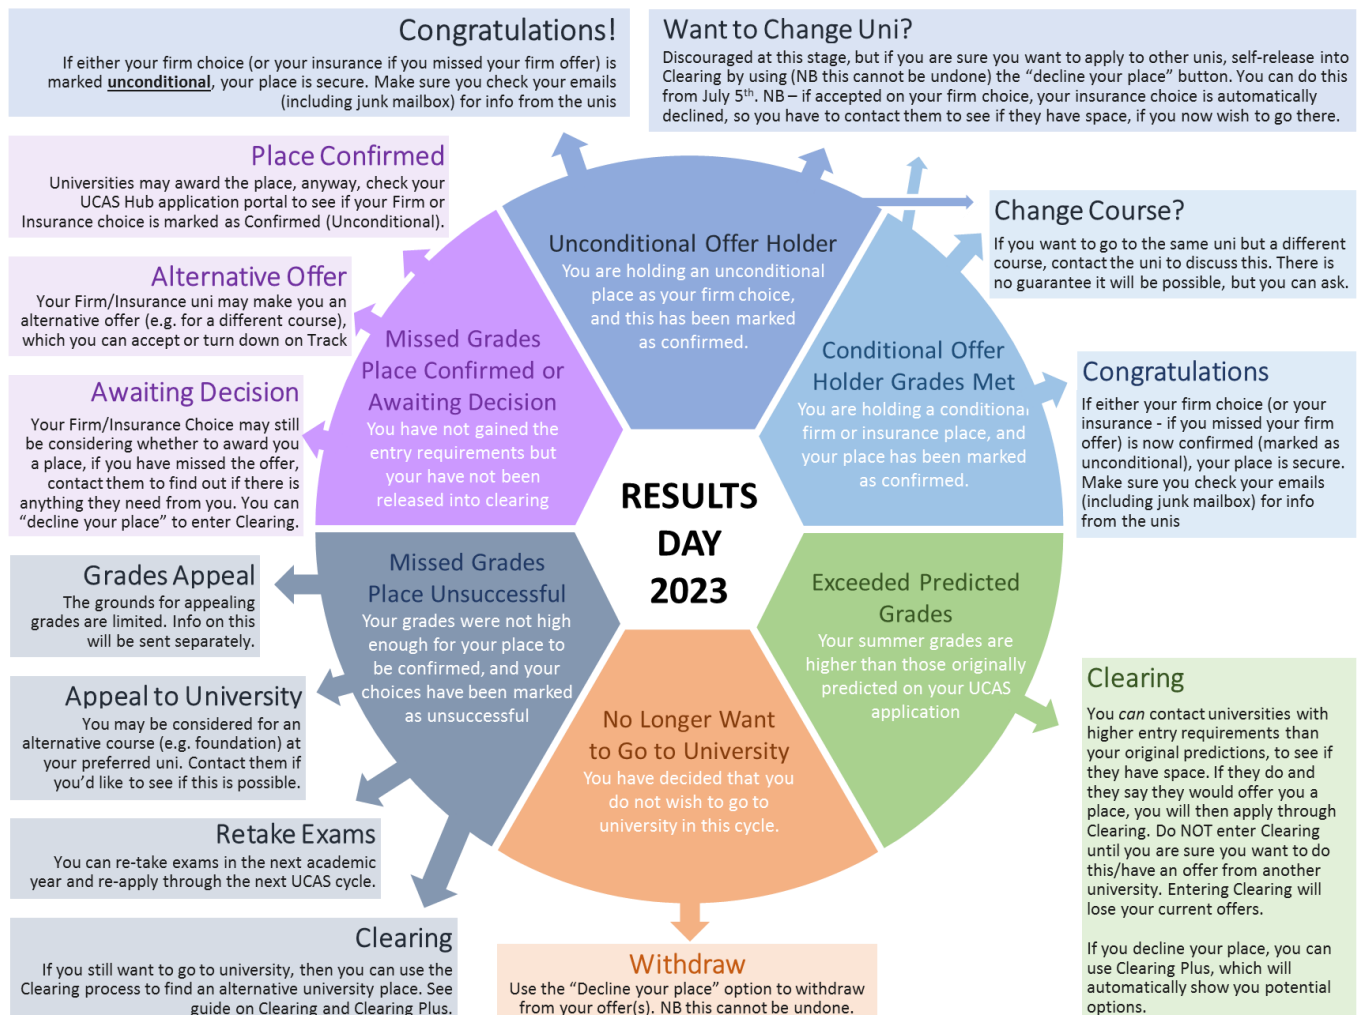 Congratulations!
If either your firm choice (or your insurance if you missed your firm offer) is
marked unconditional, your place is secure. Make sure you check your emails
(including junk mailbox) for info from the unis
Want to Change Uni?
Discouraged at this stage, but if you are sure you want to apply to other unis, self-release into
Clearing by using (NB this cannot be undone) the “decline your place” button. You can do this
from July 5th. NB – if accepted on your firm choice, your insurance choice is automatically
declined, so you have to contact them to see if they have space, if you now wish to go there.
Place Confirmed
Universities may award the place, anyway, check your
UCAS Hub application portal to see if your Firm or
Insurance choice is marked as Confirmed (Unconditional).
Alternative Offer
Your Firm/Insurance uni may make you an
alternative offer (e.g. for a different course),
which you can accept or turn down on Track
Awaiting Decision
Your Firm/Insurance Choice may still
be considering whether to award you
a place, if you have missed the offer,
contact them to find out if there is
anything they need from you. You can
“decline your place” to enter Clearing.
Grades Appeal
The grounds for appealing
grades are limited. Info on this
will be sent separately.
Appeal to University
You may be considered for an
alternative course (e.g. foundation) at
your preferred uni. Contact them if
you’d like to see if this is possible.
Retake Exams
You can re-take exams in the next academic
year and re-apply through the next UCAS cycle.
Clearing
If you still want to go to university, then you can use the
Clearing process to find an alternative university place. See
guide on Clearing and Clearing Plus.
Unconditional Offer Holder
You are holding an unconditional
place as your firm choice,
and this has been marked
as confirmed.
Missed Grades
Place Confirmed or
Awaiting Decision
You have not gained the
entry requirements but
your have not been
released into clearing
Conditional Offer
Holder Grades Met
You are holding a conditional
firm or insurance place, and
your place has been marked
as confirmed.
RESULTS
DAY
2023
Missed Grades
Place Unsuccessful
Your grades were not high
enough for your place to
be confirmed, and your
choices have been marked
as unsuccessful
Exceeded Predicted
Grades
Your summer grades are
higher than those originally
predicted on your UCAS
application
No Longer Want
to Go to University
You have decided that you
do not wish to go to
university in this cycle.
Withdraw
Use the “Decline your place” option to withdraw
from your offer(s). NB this cannot be undone.
Change Course?
If you want to go to the same uni but a different
course, contact the uni to discuss this. There is
no guarantee it will be possible, but you can ask.
Congratulations
If either your firm choice (or your
insurance - if you missed your firm
offer) is now confirmed (marked as
unconditional), your place is secure.
Make sure you check your emails
(including junk mailbox) for info
from the unis
Clearing
You can contact universities with
higher entry requirements than
your original predictions, to see if
they have space. If they do and
they say they would offer you a
place, you will then apply through
Clearing. Do NOT enter Clearing
until you are sure you want to do
this/have an offer from another
university. Entering Clearing will
lose your current offers.
If you decline your place, you can
use Clearing Plus, which will
automatically show you potential
options.